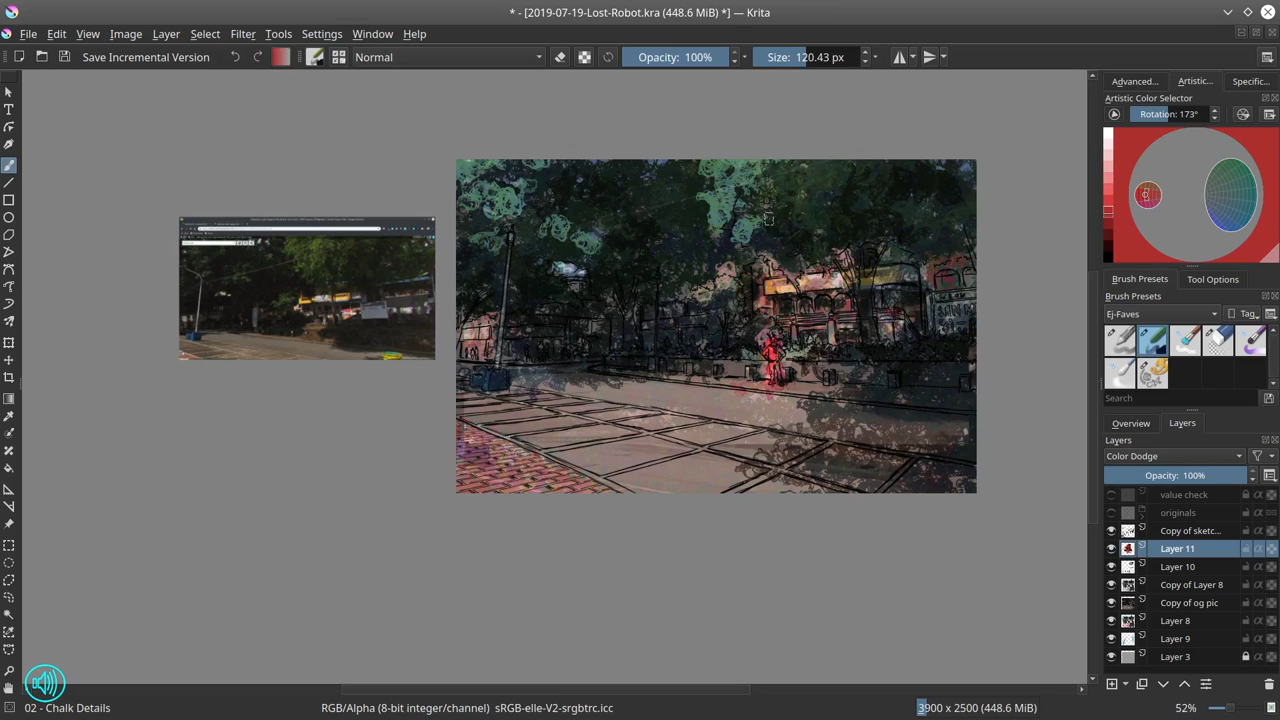 * - [2019-07-19-Lost-Robot.kra (448.6 MiB) *] — Krita
File Edit View Image Layer Select Filter Tools Settings Window Help
Save Incremental Version Normal Opacity: 100% Size: 120.43 px
Advanced... Artistic... Specific...
Artistic Color Selector
Rotation: 173°
Brush Presets Tool Options
Brush Presets
Ej-Faves Tag
Search
Overview Layers
Layers
Color Dodge
Opacity: 100%
value check
originals
Copy of sketc...
Layer 11
Layer 10
Copy of Layer 8
Copy of og pic
Layer 8
Layer 9
Layer 3
02 - Chalk Details RGB/Alpha (8-bit integer/channel) sRGB-elle-V2-srgbtrc.icc 3900 x 2500 (448.6 MiB) 52%